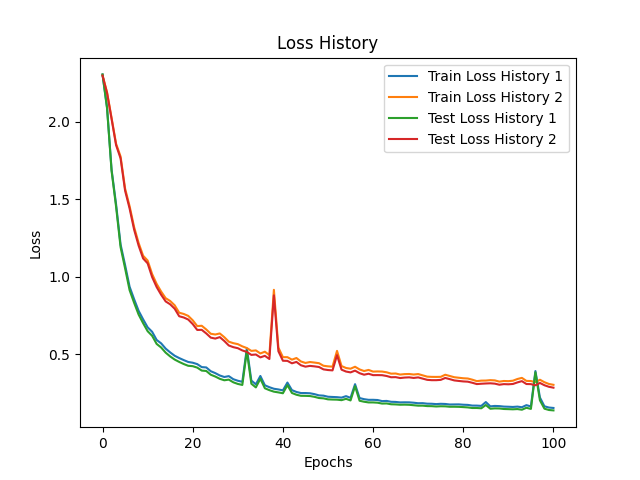 Loss History
Train Loss History 1
Train Loss History 2
Test Loss History 1
Test Loss History 2
Loss
2.0
1.5
1.0
0.5
0
20
40
60
80
100
Epochs